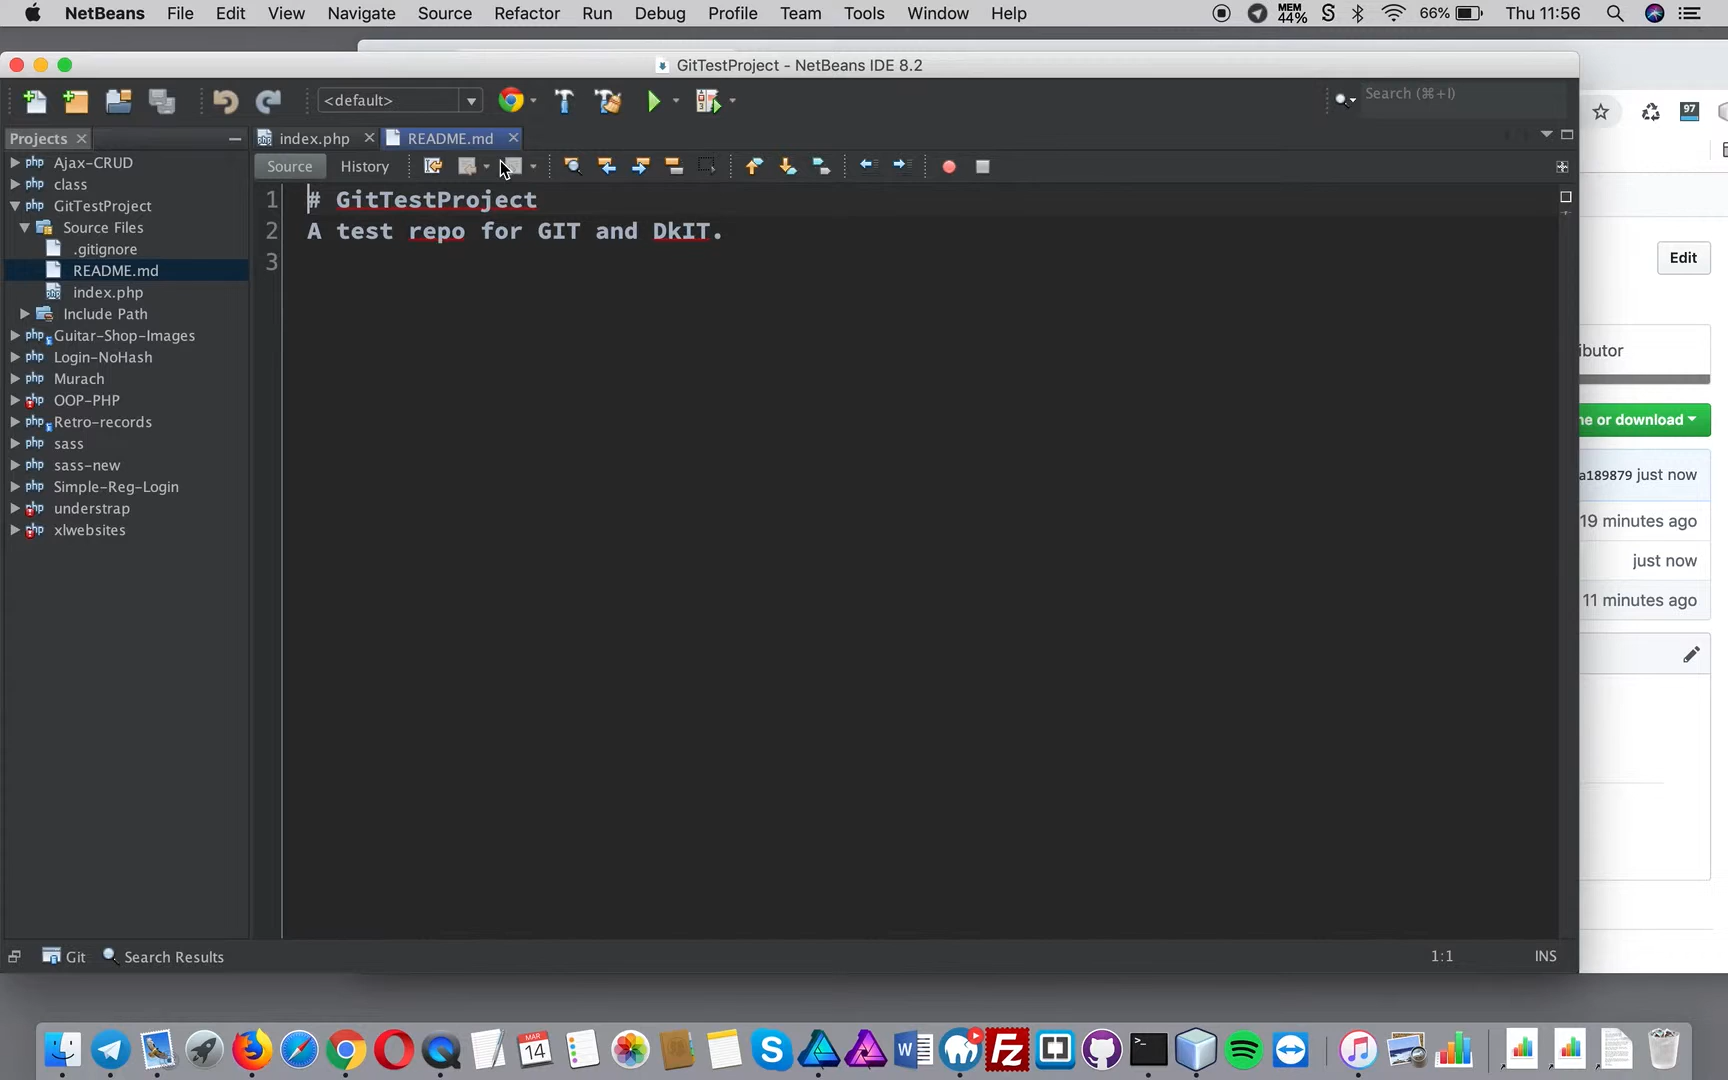 NetBeans File Edit View Navigate Source Refactor Run Debug Profile Team Tools Window Help MEM 44% 66% Thu 11:56
GitTestProject - NetBeans IDE 8.2
<default> Search (⌘+I)
97
Projects
index.php
README.md
Source History
Ajax-CRUD
class
GitTestProject
Source Files
.gitignore
README.md
index.php
Include Path
Guitar-Shop-Images
Login-NoHash
Murach
OOP-PHP
Retro-records
sass
sass-new
Simple-Reg-Login
understrap
xlwebsites
1 # GitTestProject
2 A test repo for GIT and DkIT.
3
Edit
ibutor
ne or download
a189879 just now
19 minutes ago
just now
11 minutes ago
Git Search Results 1:1 INS
MAR
14